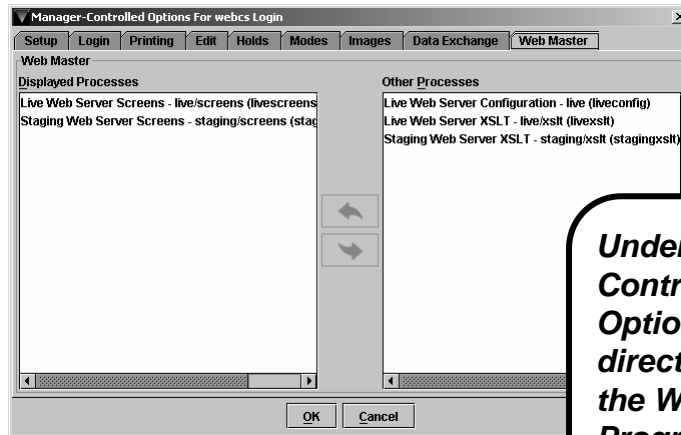 Manager-Controlled Options For webcs Login
Setup Login Printing Edit Holds Modes Images Data Exchange Web Master
Web Master
Displayed Processes
Live Web Server Screens - live/screens (livescreens
Staging Web Server Screens - staging/screens (stag
Other Processes
Live Web Server Configuration - live (liveconfig)
Live Web Server XSLT - live/xslt (livexslt)
Staging Web Server XSLT - staging/xslt (stagingxslt)
OK Cancel
Under
Contr
Optio
direct
the W